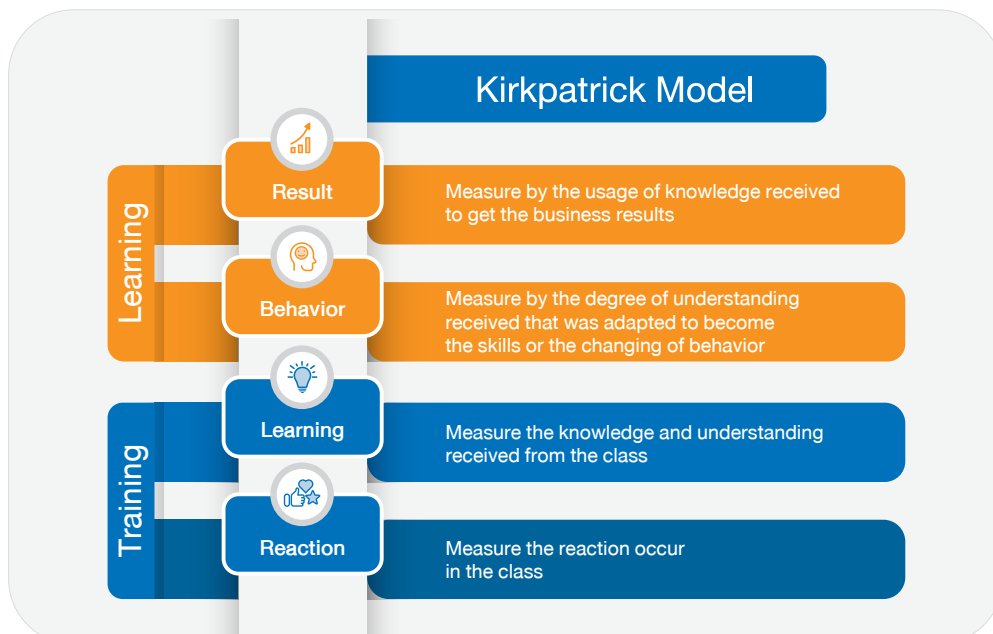 Kirkpatrick Model
Learning
Result
Measure by the usage of knowledge received
to get the business results
Behavior
Measure by the degree of understanding
received that was adapted to become
the skills or the changing of behavior
Training
Learning
Measure the knowledge and understanding
received from the class
Reaction
Measure the reaction occur
in the class